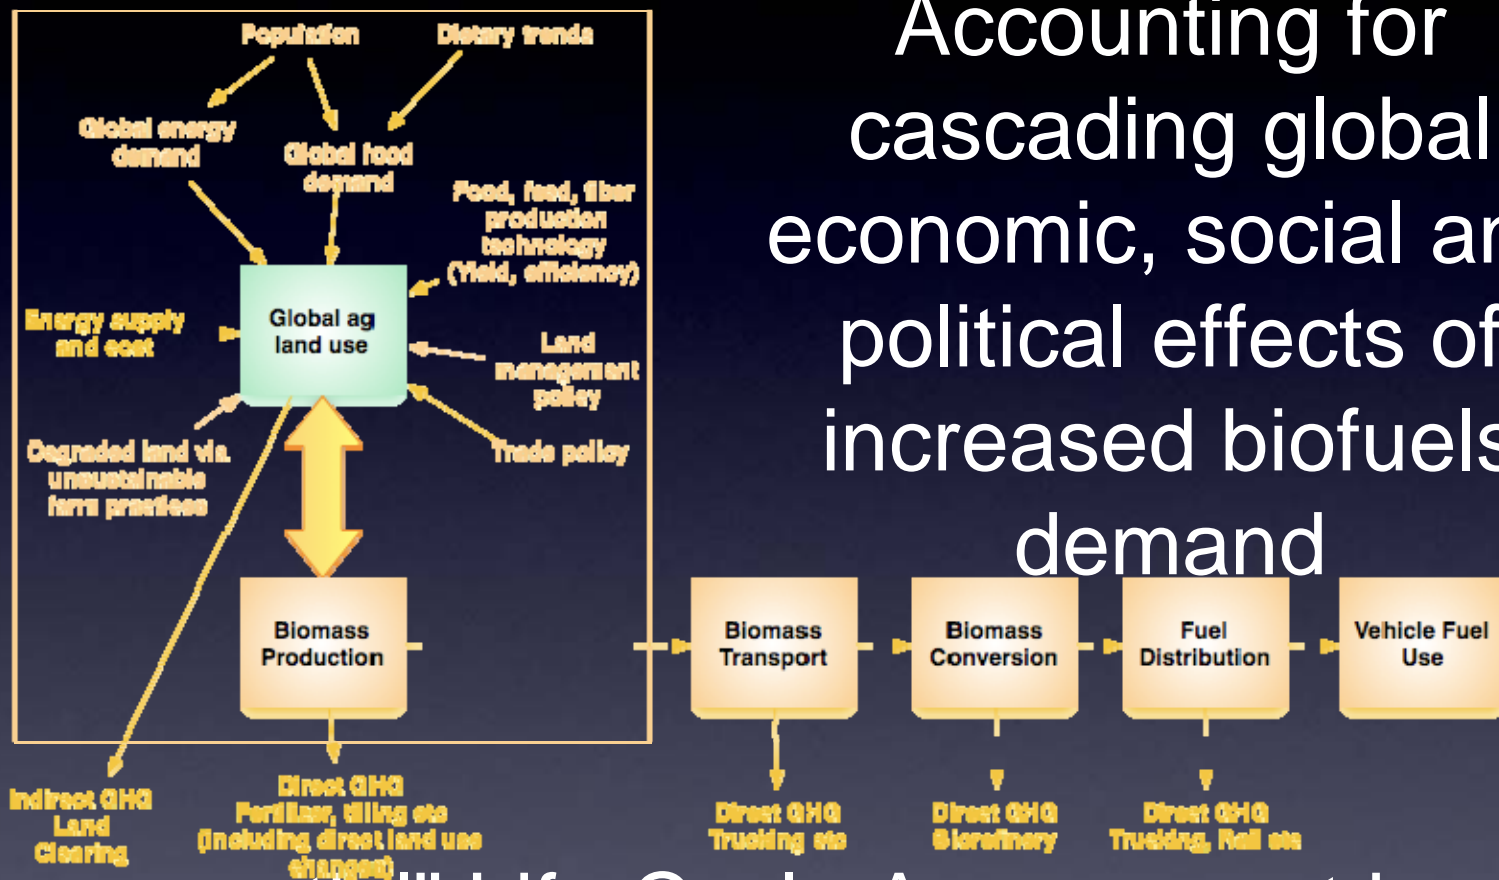 Accounting for
cascading global
economic, social
political effects of
increased biofuels
demand
Population
Dietary trends
Global energy
demand
Global food
demand
Food, feed, fiber
production
technology
(Yield, efficiency)
Energy supply
and cost
Global ag
land use
Land
management
policy
Degraded land via.
unsustainable
farm practices
Trade policy
Biomass
Production
Biomass
Transport
Biomass
Conversion
Fuel
Distribution
Vehicle Fuel
Use
Indirect GHG
Land
Clearing
Direct GHG
Fertilizer, tilling etc
(including direct land use
changes)
Direct GHG
Trucking etc
Direct GHG
Biorefinery
Direct GHG
Trucking, Rail etc